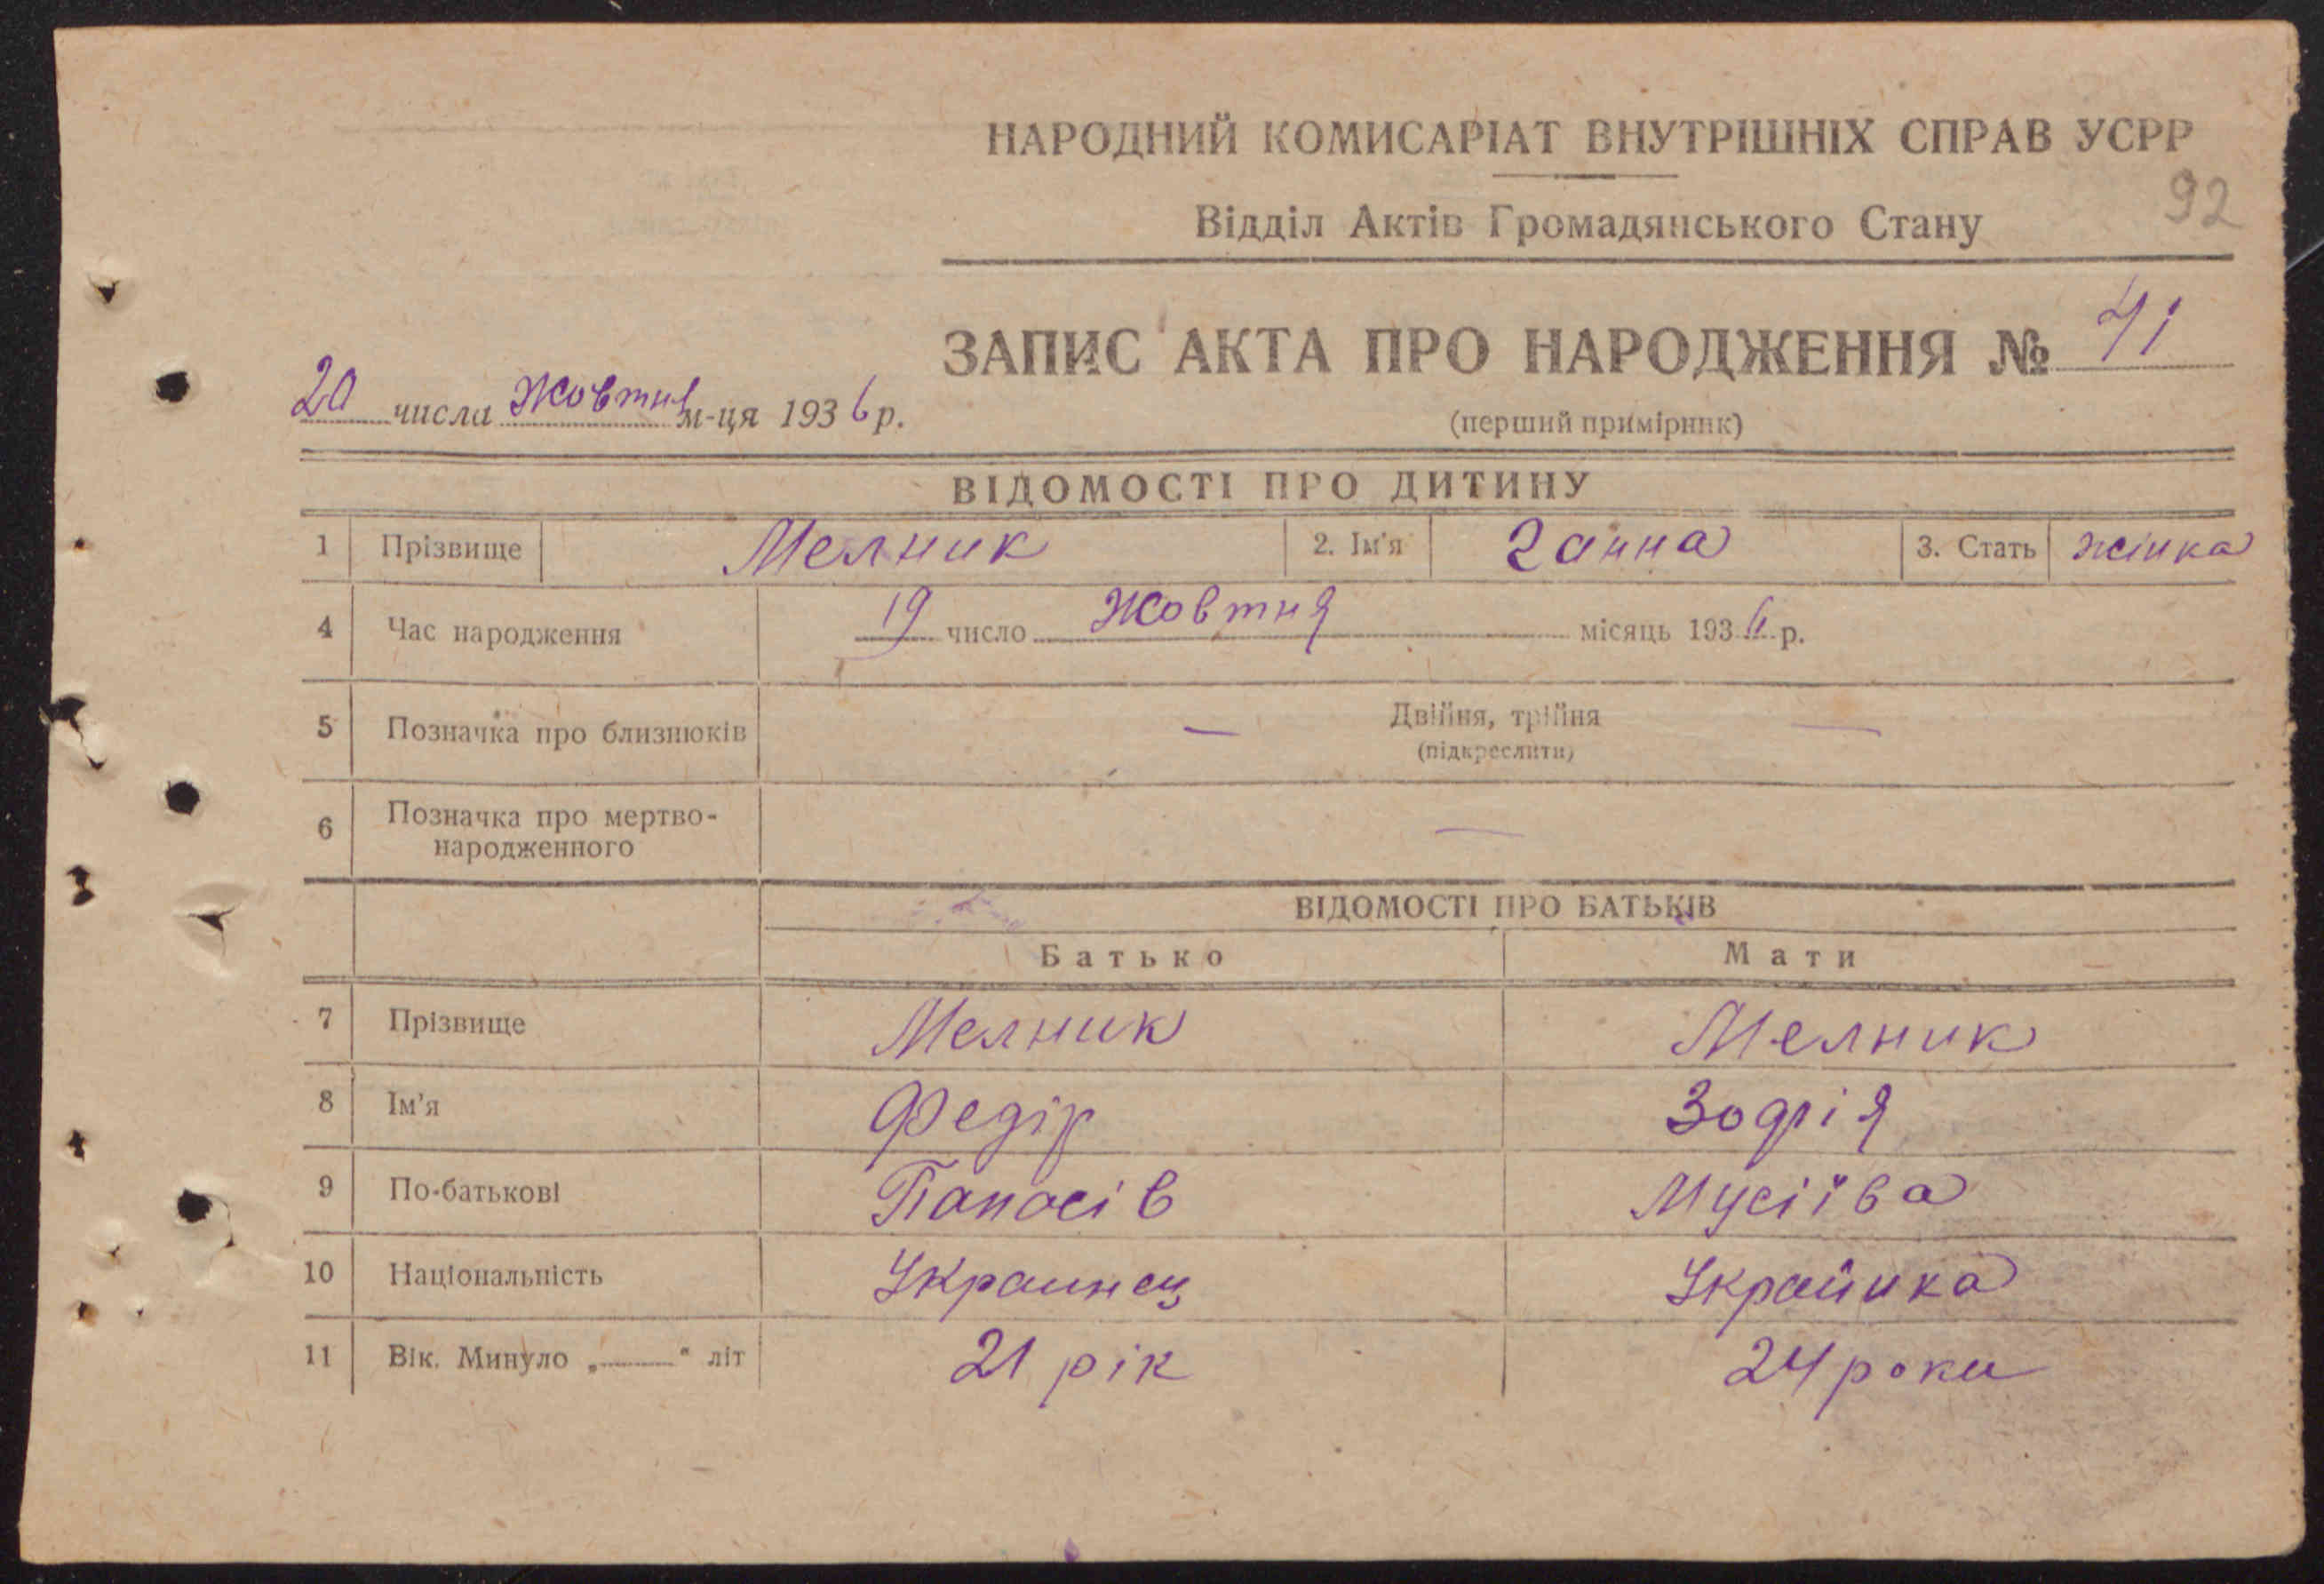 НАРОДНИЙ КОМИСАРІАТ ВНУТРІШНІХ СПРАВ УСРР
92
Відділ Актів Громадянського Стану
ЗАПИС АКТА ПРО НАРОДЖЕННЯ № 41
20 числа Жовтня м-ця 1936 р.
(перший примірник)
ВІДОМОСТІ ПРО ДИТИНУ
1 Прізвище Мелник 2. Ім'я Ганна 3. Стать жінка
4 Час народження 19 число Жовтня місяць 1936 р.
5 Позначка про близнюків — Двійня, трійня —
(підкреслити)
6 Позначка про мертво-
народженного —
ВІДОМОСТІ ПРО БАТЬКІВ
Батько Мати
7 Прізвище Мелник Мелник
8 Ім'я Федір Зофія
9 По-батькові Панасів Мусіїва
10 Національність Украинец Украйнка
11 Вік. Минуло „ “ літ 21 рік 24 роки